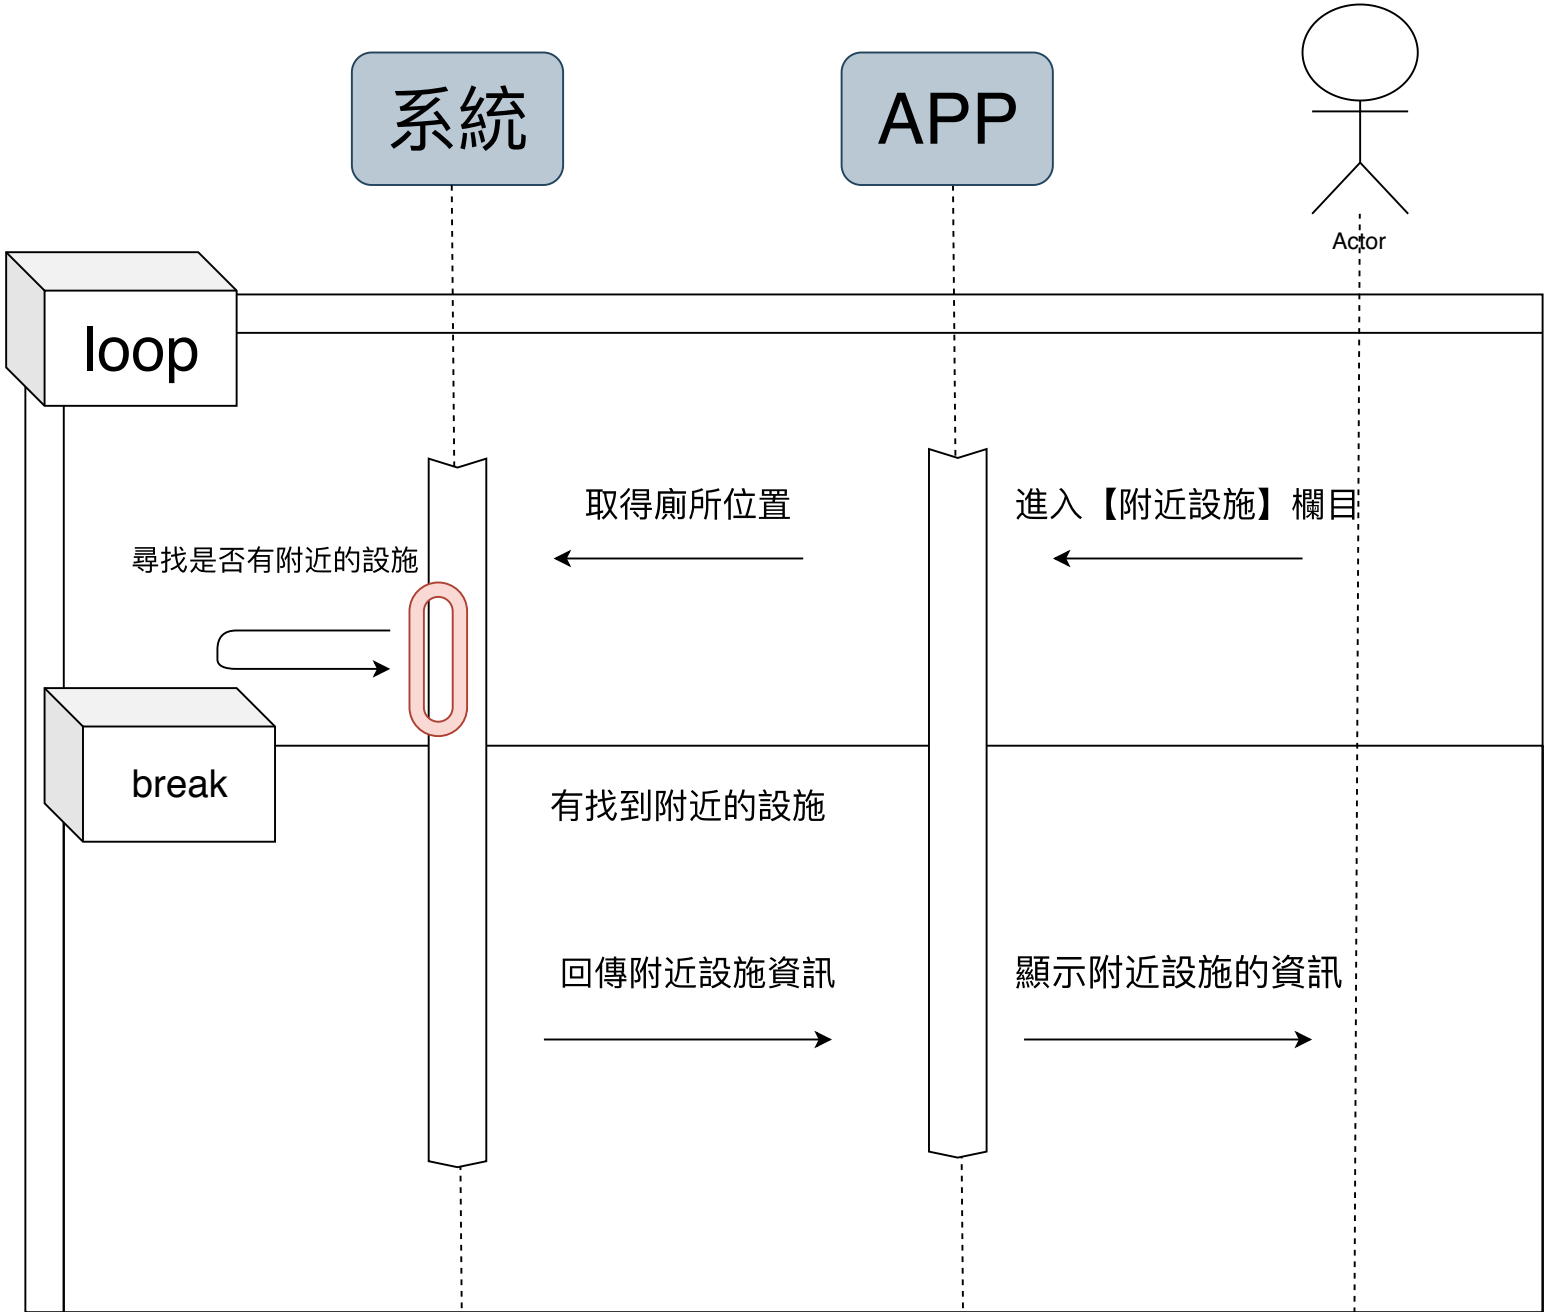 系統
APP
Actor
loop
取得廁所位置
進入【附近設施】欄目
尋找是否有附近的設施
break
有找到附近的設施
回傳附近設施資訊
顯示附近設施的資訊